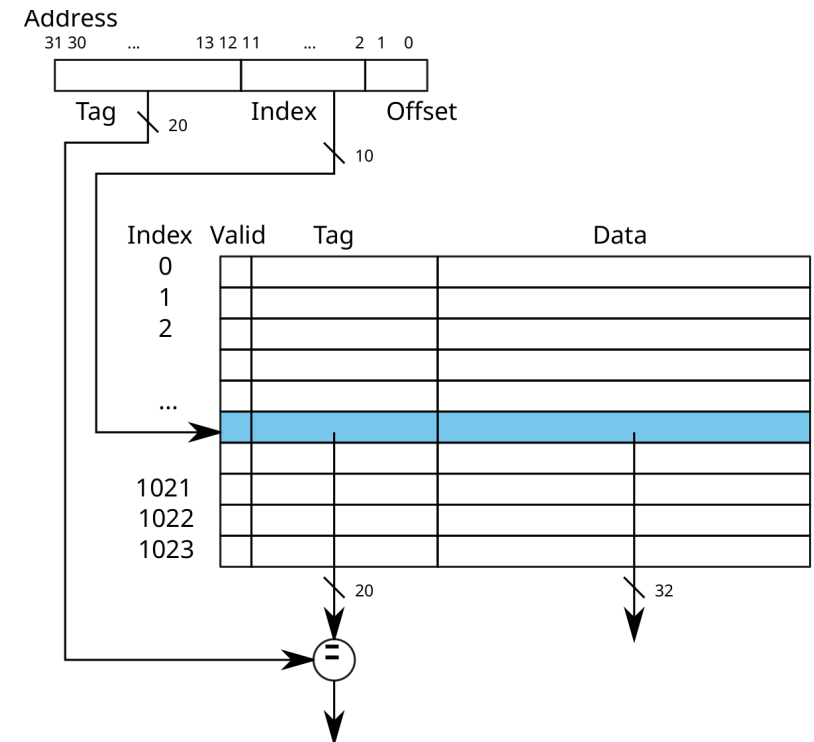 Address
31 30 ... 13 12 11 ... 2 1 0
Tag Index Offset
20
10
Index Valid Tag Data
0
1
2
...
1021
1022
1023
20 32
=